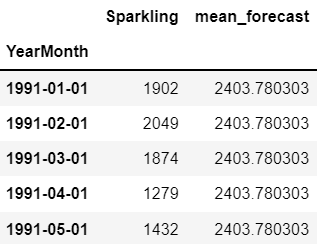 Sparkling mean_forecast
YearMonth
1991-01-01 1902 2403.780303
1991-02-01 2049 2403.780303
1991-03-01 1874 2403.780303
1991-04-01 1279 2403.780303
1991-05-01 1432 2403.780303